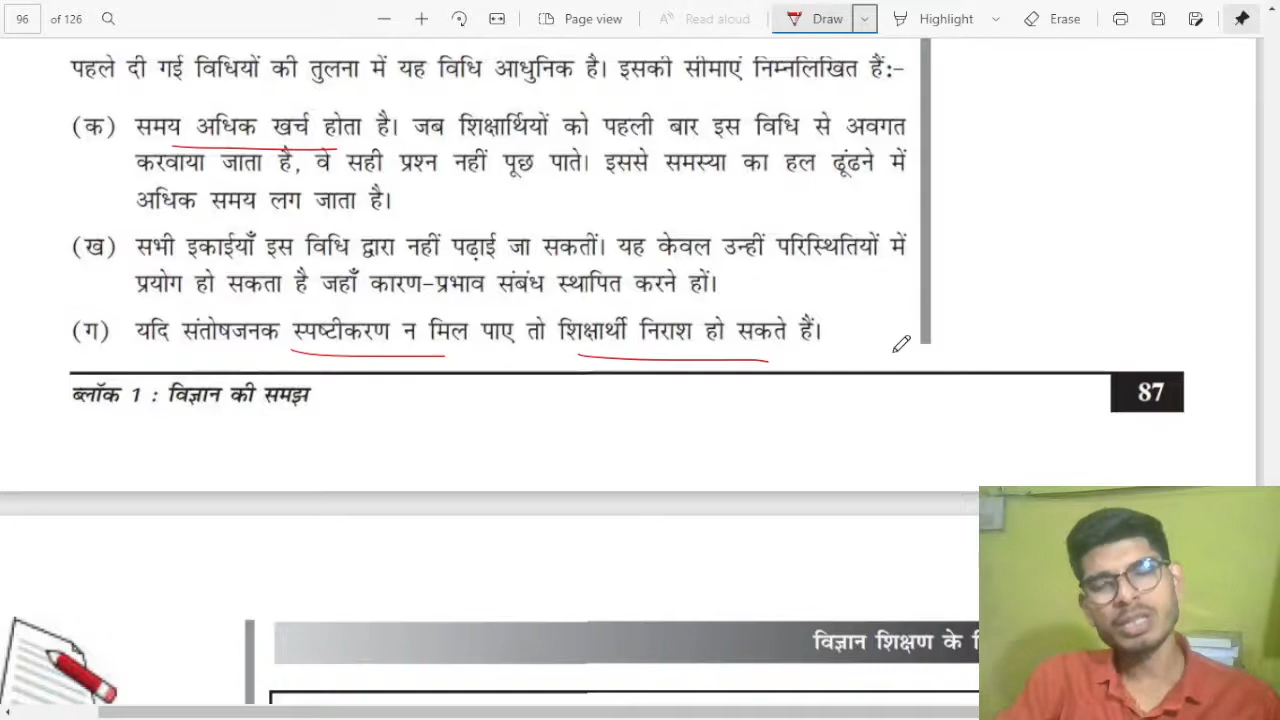 96 of 126 Page view Read aloud Draw Highlight Erase
पहले दी गई विधियों की तुलना में यह विधि आधुनिक है। इसकी सीमाएं निम्नलिखित हैं:-
(क) समय अधिक खर्च होता है। जब शिक्षार्थियों को पहली बार इस विधि से अवगत
करवाया जाता है, वे सही प्रश्न नहीं पूछ पाते। इससे समस्या का हल ढूंढने में
अधिक समय लग जाता है।
(ख) सभी इकाईयाँ इस विधि द्वारा नहीं पढ़ाई जा सकतीं। यह केवल उन्हीं परिस्थितियों में
प्रयोग हो सकता है जहाँ कारण-प्रभाव संबंध स्थापित करने हों।
(ग) यदि संतोषजनक स्पष्टीकरण न मिल पाए तो शिक्षार्थी निराश हो सकते हैं।
ब्लॉक 1 : विज्ञान की समझ 87
विज्ञान शिक्षण के